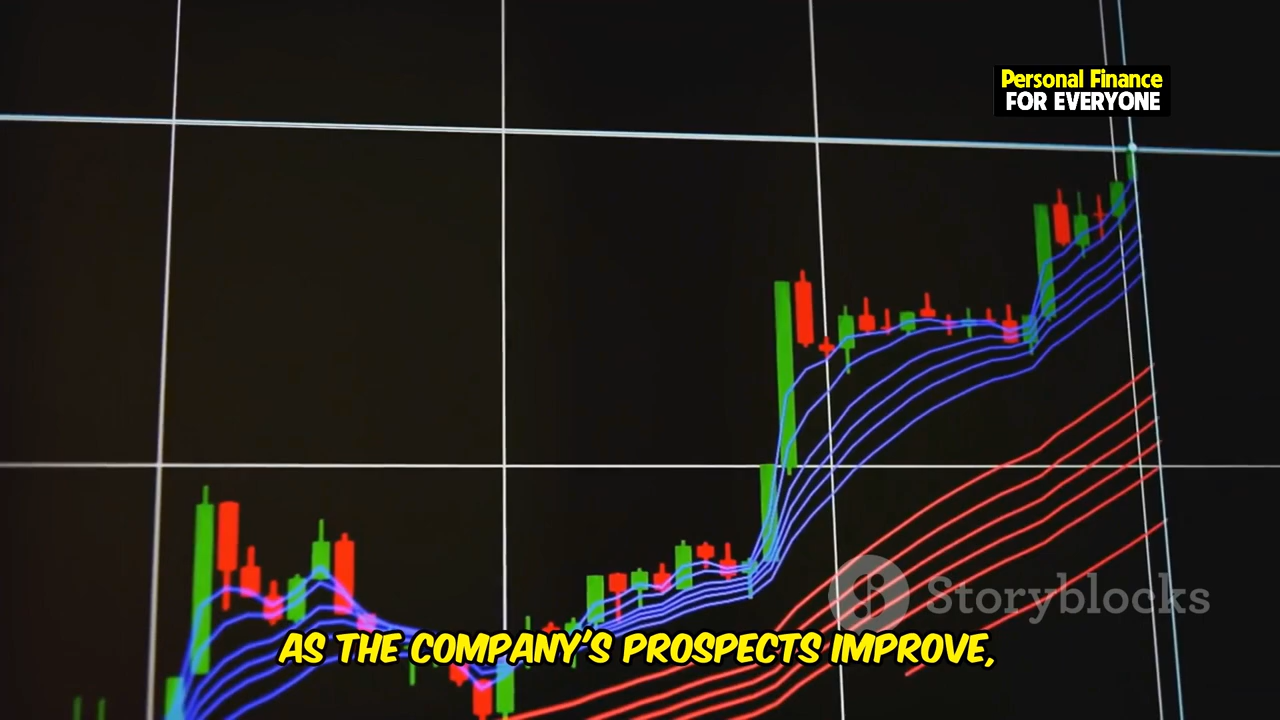 Personal Finance
FOR EVERYONE
Storyblocks
AS THE COMPANY'S PROSPECTS IMPROVE,